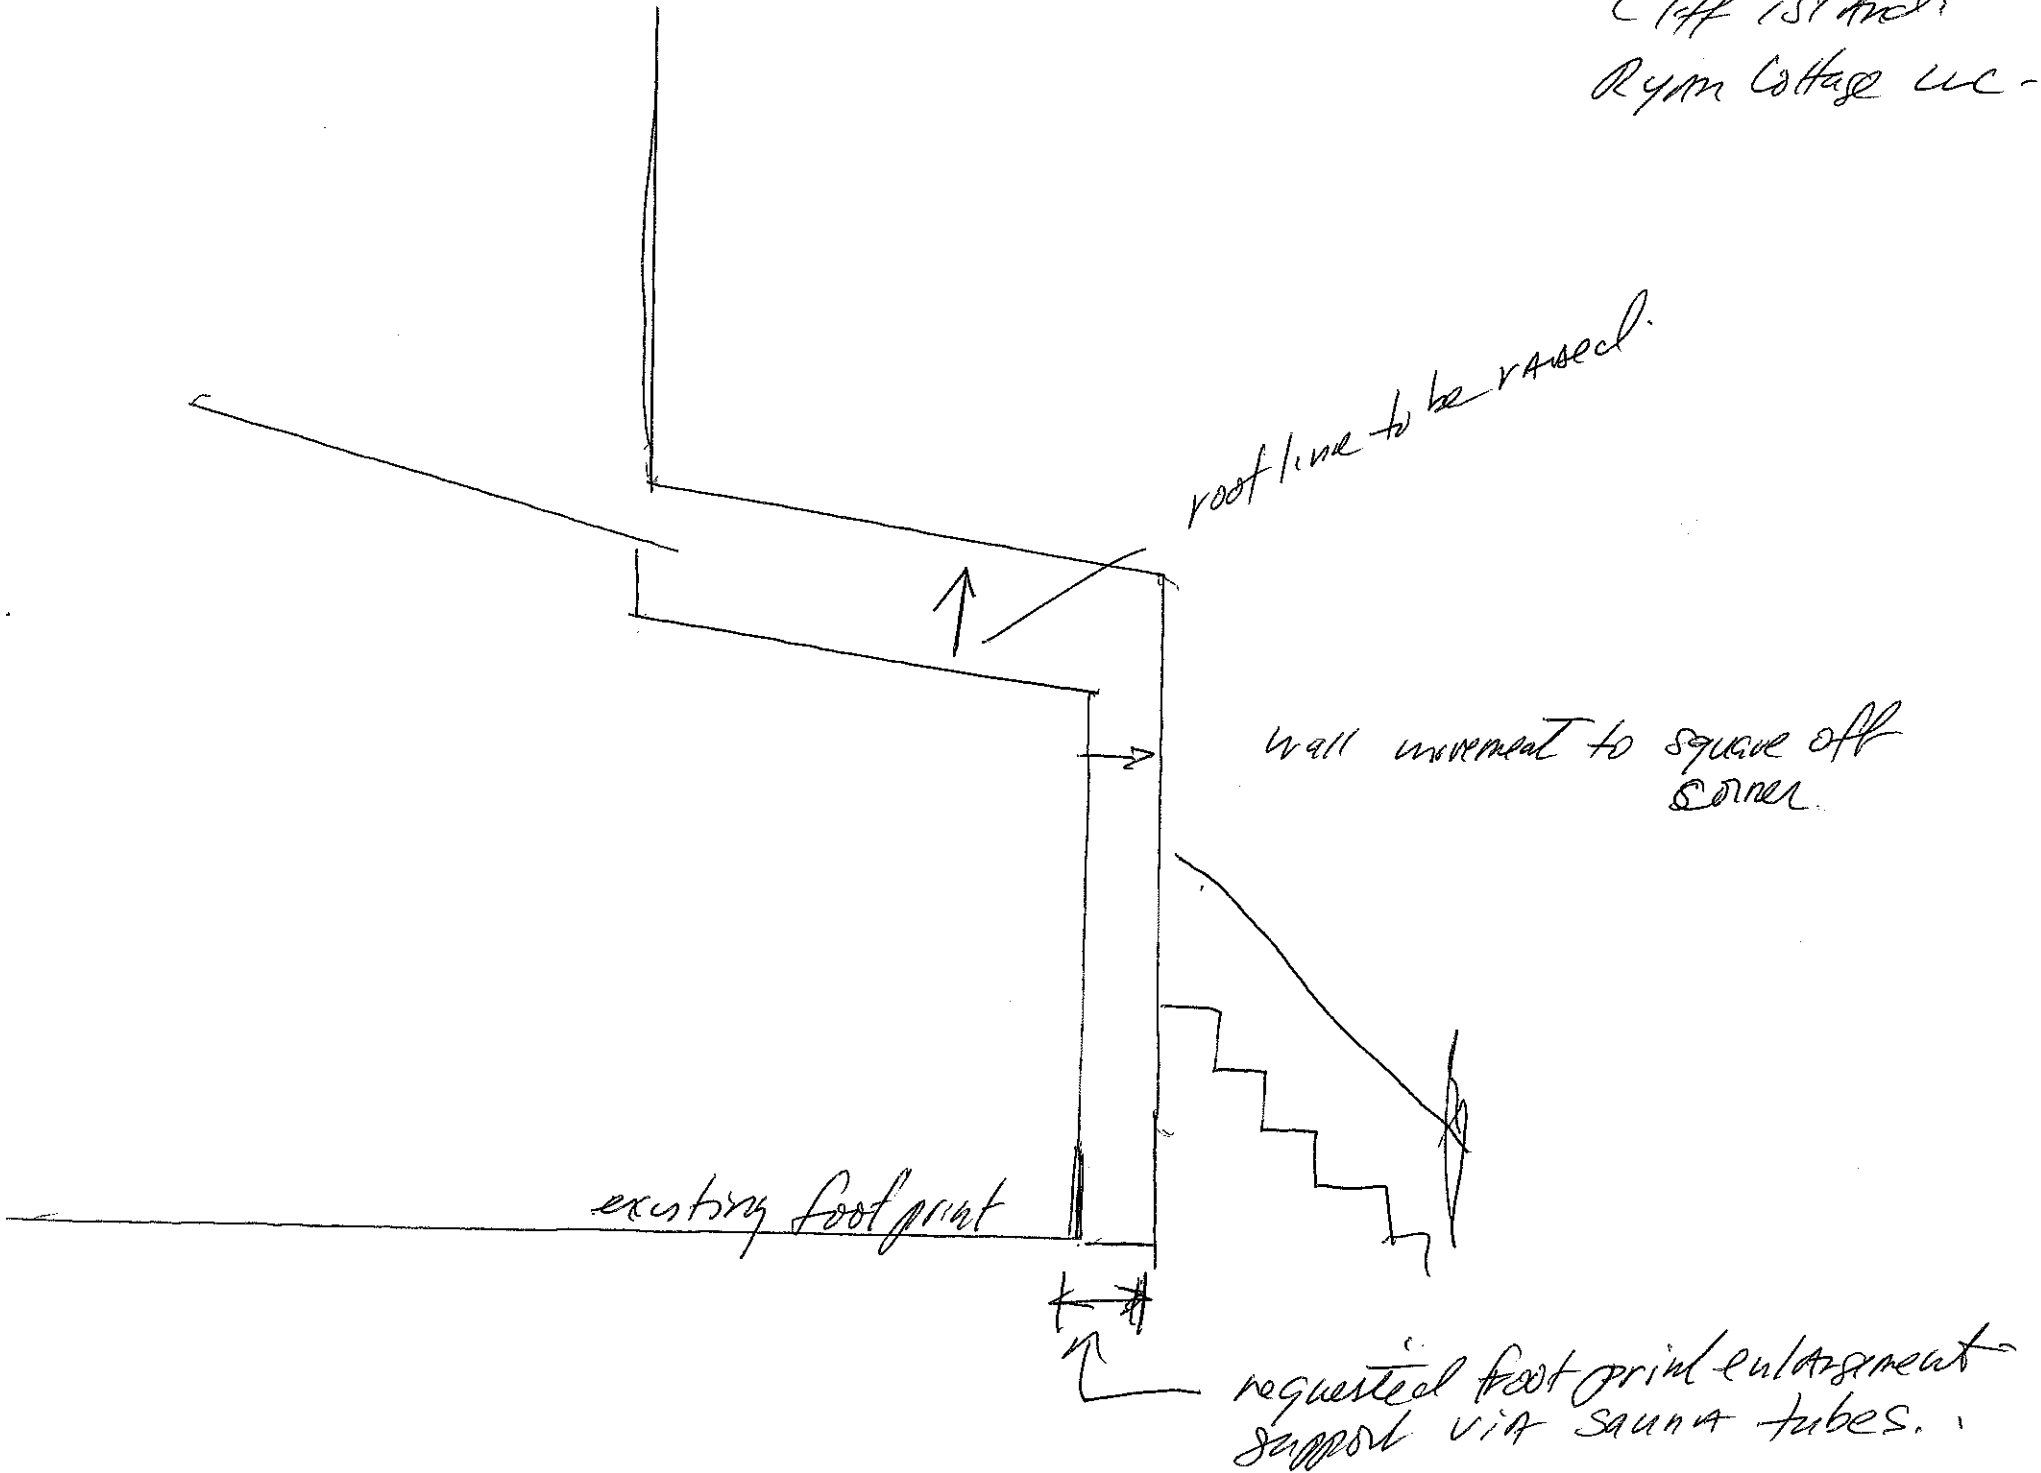 Cliff Island.
Ryan Cottage LLC -
roof line to be raised.
wall movement to square off
corner.
existing footprint
requested foot print enlargement
support via sauna tubes..